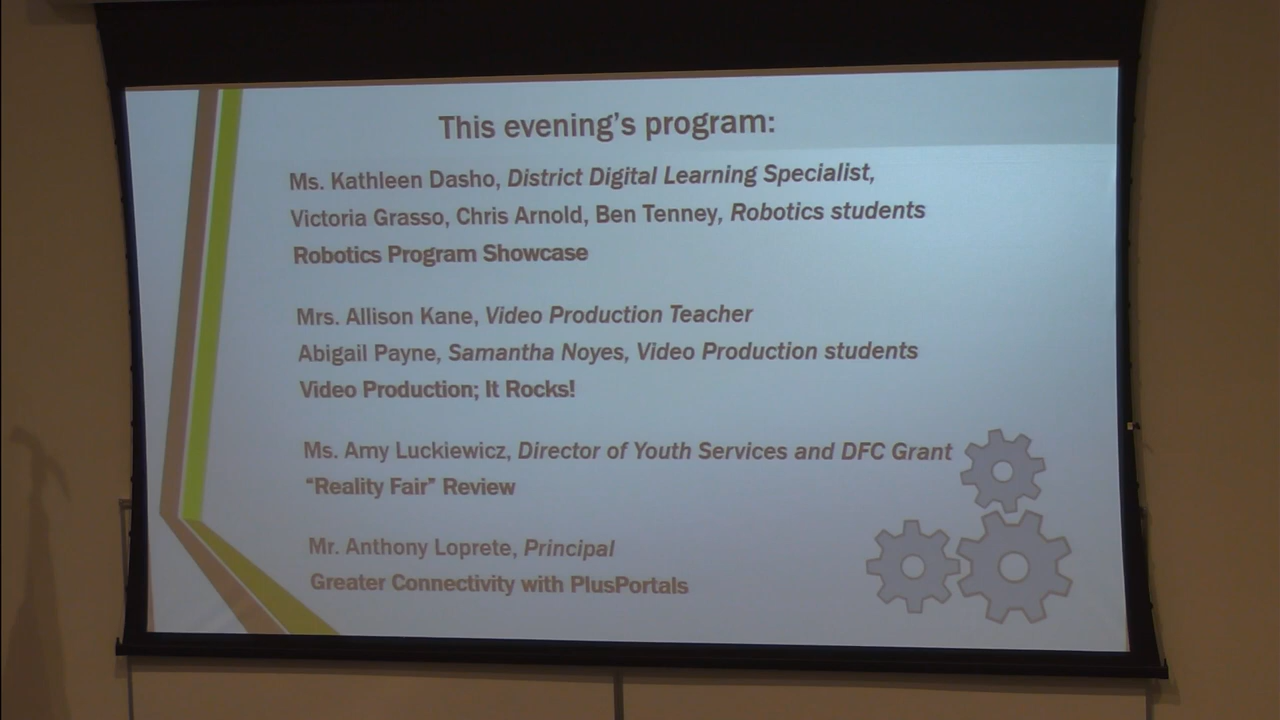 This evening's program:
Ms. Kathleen Dasho, District Digital Learning Specialist,
Victoria Grasso, Chris Arnold, Ben Tenney, Robotics students
Robotics Program Showcase
Mrs. Allison Kane, Video Production Teacher
Abigail Payne, Samantha Noyes, Video Production students
Video Production; It Rocks!
Ms. Amy Luckiewicz, Director of Youth Services and DFC Grant
“Reality Fair” Review
Mr. Anthony Loprete, Principal
Greater Connectivity with PlusPortals